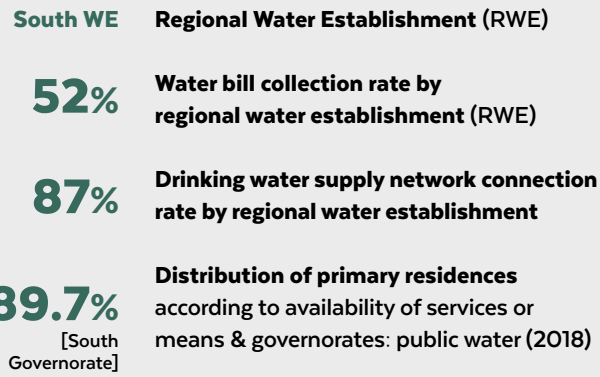 South WE Regional Water Establishment (RWE)
52% Water bill collection rate by
regional water establishment (RWE)
87% Drinking water supply network connection
rate by regional water establishment
89.7% Distribution of primary residences
[South according to availability of services or
Governorate] means & governorates: public water (2018)